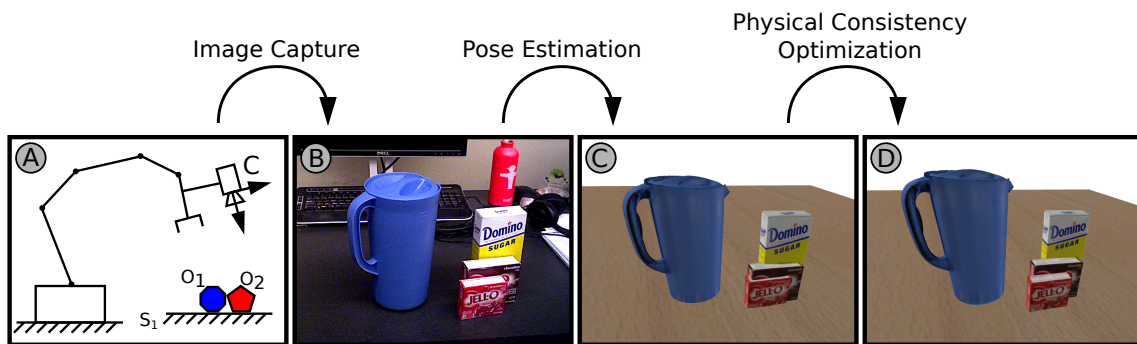 Image Capture
Pose Estimation
Physical Consistency
Optimization
A
C
O1
O2
S1
B
DELL
Domino
SUGAR
chocolate
JELL-O
C
Domino
SUGAR
JELL-O
D
Domino
SUGAR
JELL-O